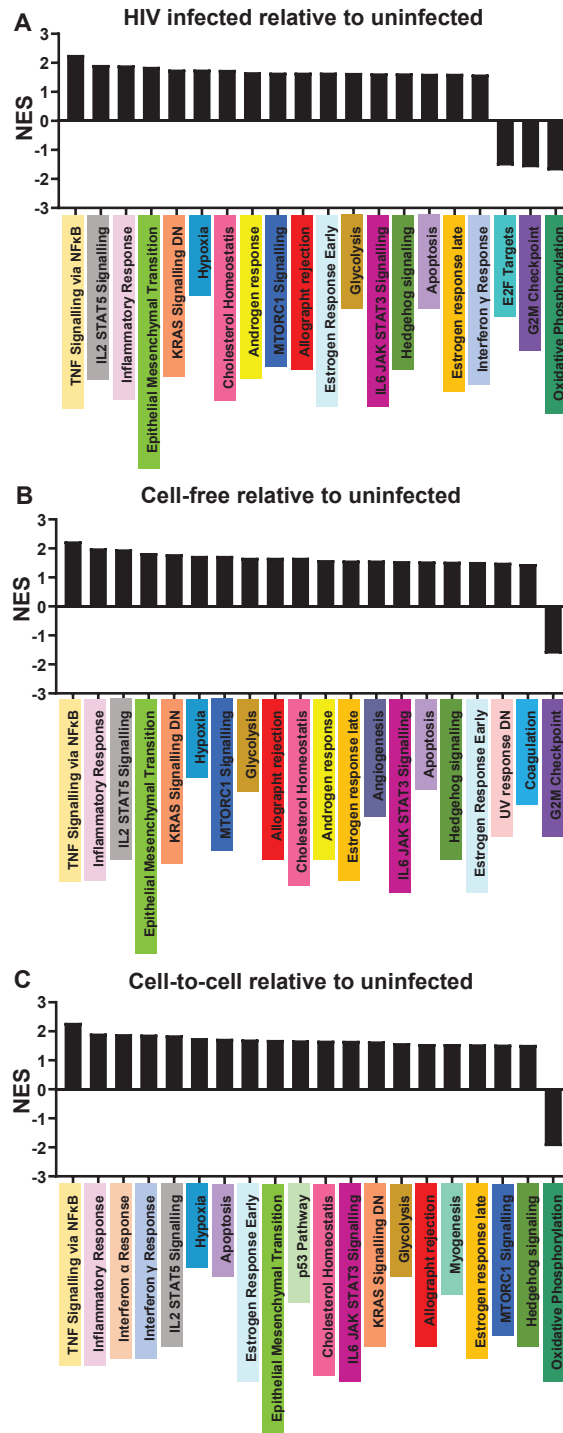 A
HIV infected relative to uninfected
NES
3
2
1
0
-1
-2
-3
TNF Signalling via NFκB
IL2 STAT5 Signalling
Inflammatory Response
Epithelial Mesenchymal Transition
KRAS Signalling DN
Hypoxia
Cholesterol Homeostatis
Androgen response
MTORC1 Signalling
Allographt rejection
Estrogen Response Early
Glycolysis
IL6 JAK STAT3 Signalling
Hedgehog signaling
Apoptosis
Estrogen response late
Interferon γ Response
E2F Targets
G2M Checkpoint
Oxidative Phosphorylation
B
Cell-free relative to uninfected
NES
3
2
1
0
-1
-2
-3
TNF Signalling via NFκB
Inflammatory Response
IL2 STAT5 Signalling
Epithelial Mesenchymal Transition
KRAS Signalling DN
Hypoxia
MTORC1 Signalling
Glycolysis
Allographt rejection
Cholesterol Homeostatis
Androgen response
Estrogen response late
Angiogenesis
IL6 JAK STAT3 Signalling
Apoptosis
Hedgehog signaling
Estrogen Response Early
UV response DN
Coagulation
G2M Checkpoint
C
Cell-to-cell relative to uninfected
NES
3
2
1
0
-1
-2
-3
TNF Signalling via NFκB
Inflammatory Response
Interferon α Response
Interferon γ Response
IL2 STAT5 Signalling
Hypoxia
Apoptosis
Estrogen Response Early
Epithelial Mesenchymal Transition
p53 Pathway
Cholesterol Homeostatis
IL6 JAK STAT3 Signalling
KRAS Signalling DN
Glycolysis
Allographt rejection
Myogenesis
Estrogen response late
MTORC1 Signalling
Hedgehog signaling
Oxidative Phosphorylation